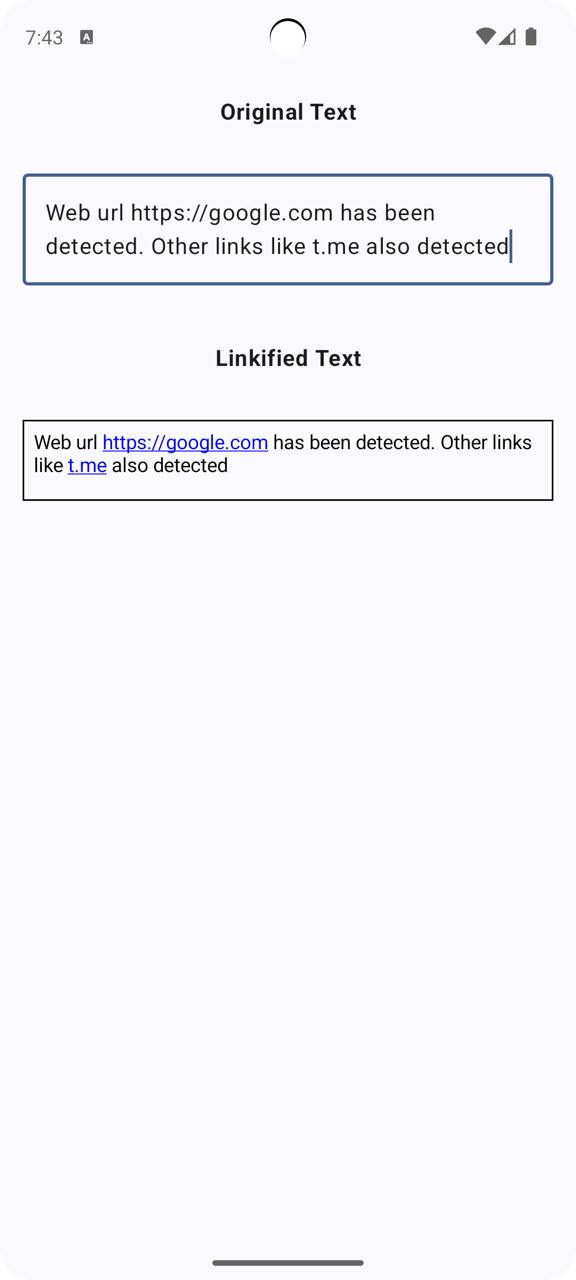 7:43
Original Text
Web url https://google.com has been
detected. Other links like t.me also detected
Linkified Text
Web url https://google.com has been detected. Other links
like t.me also detected